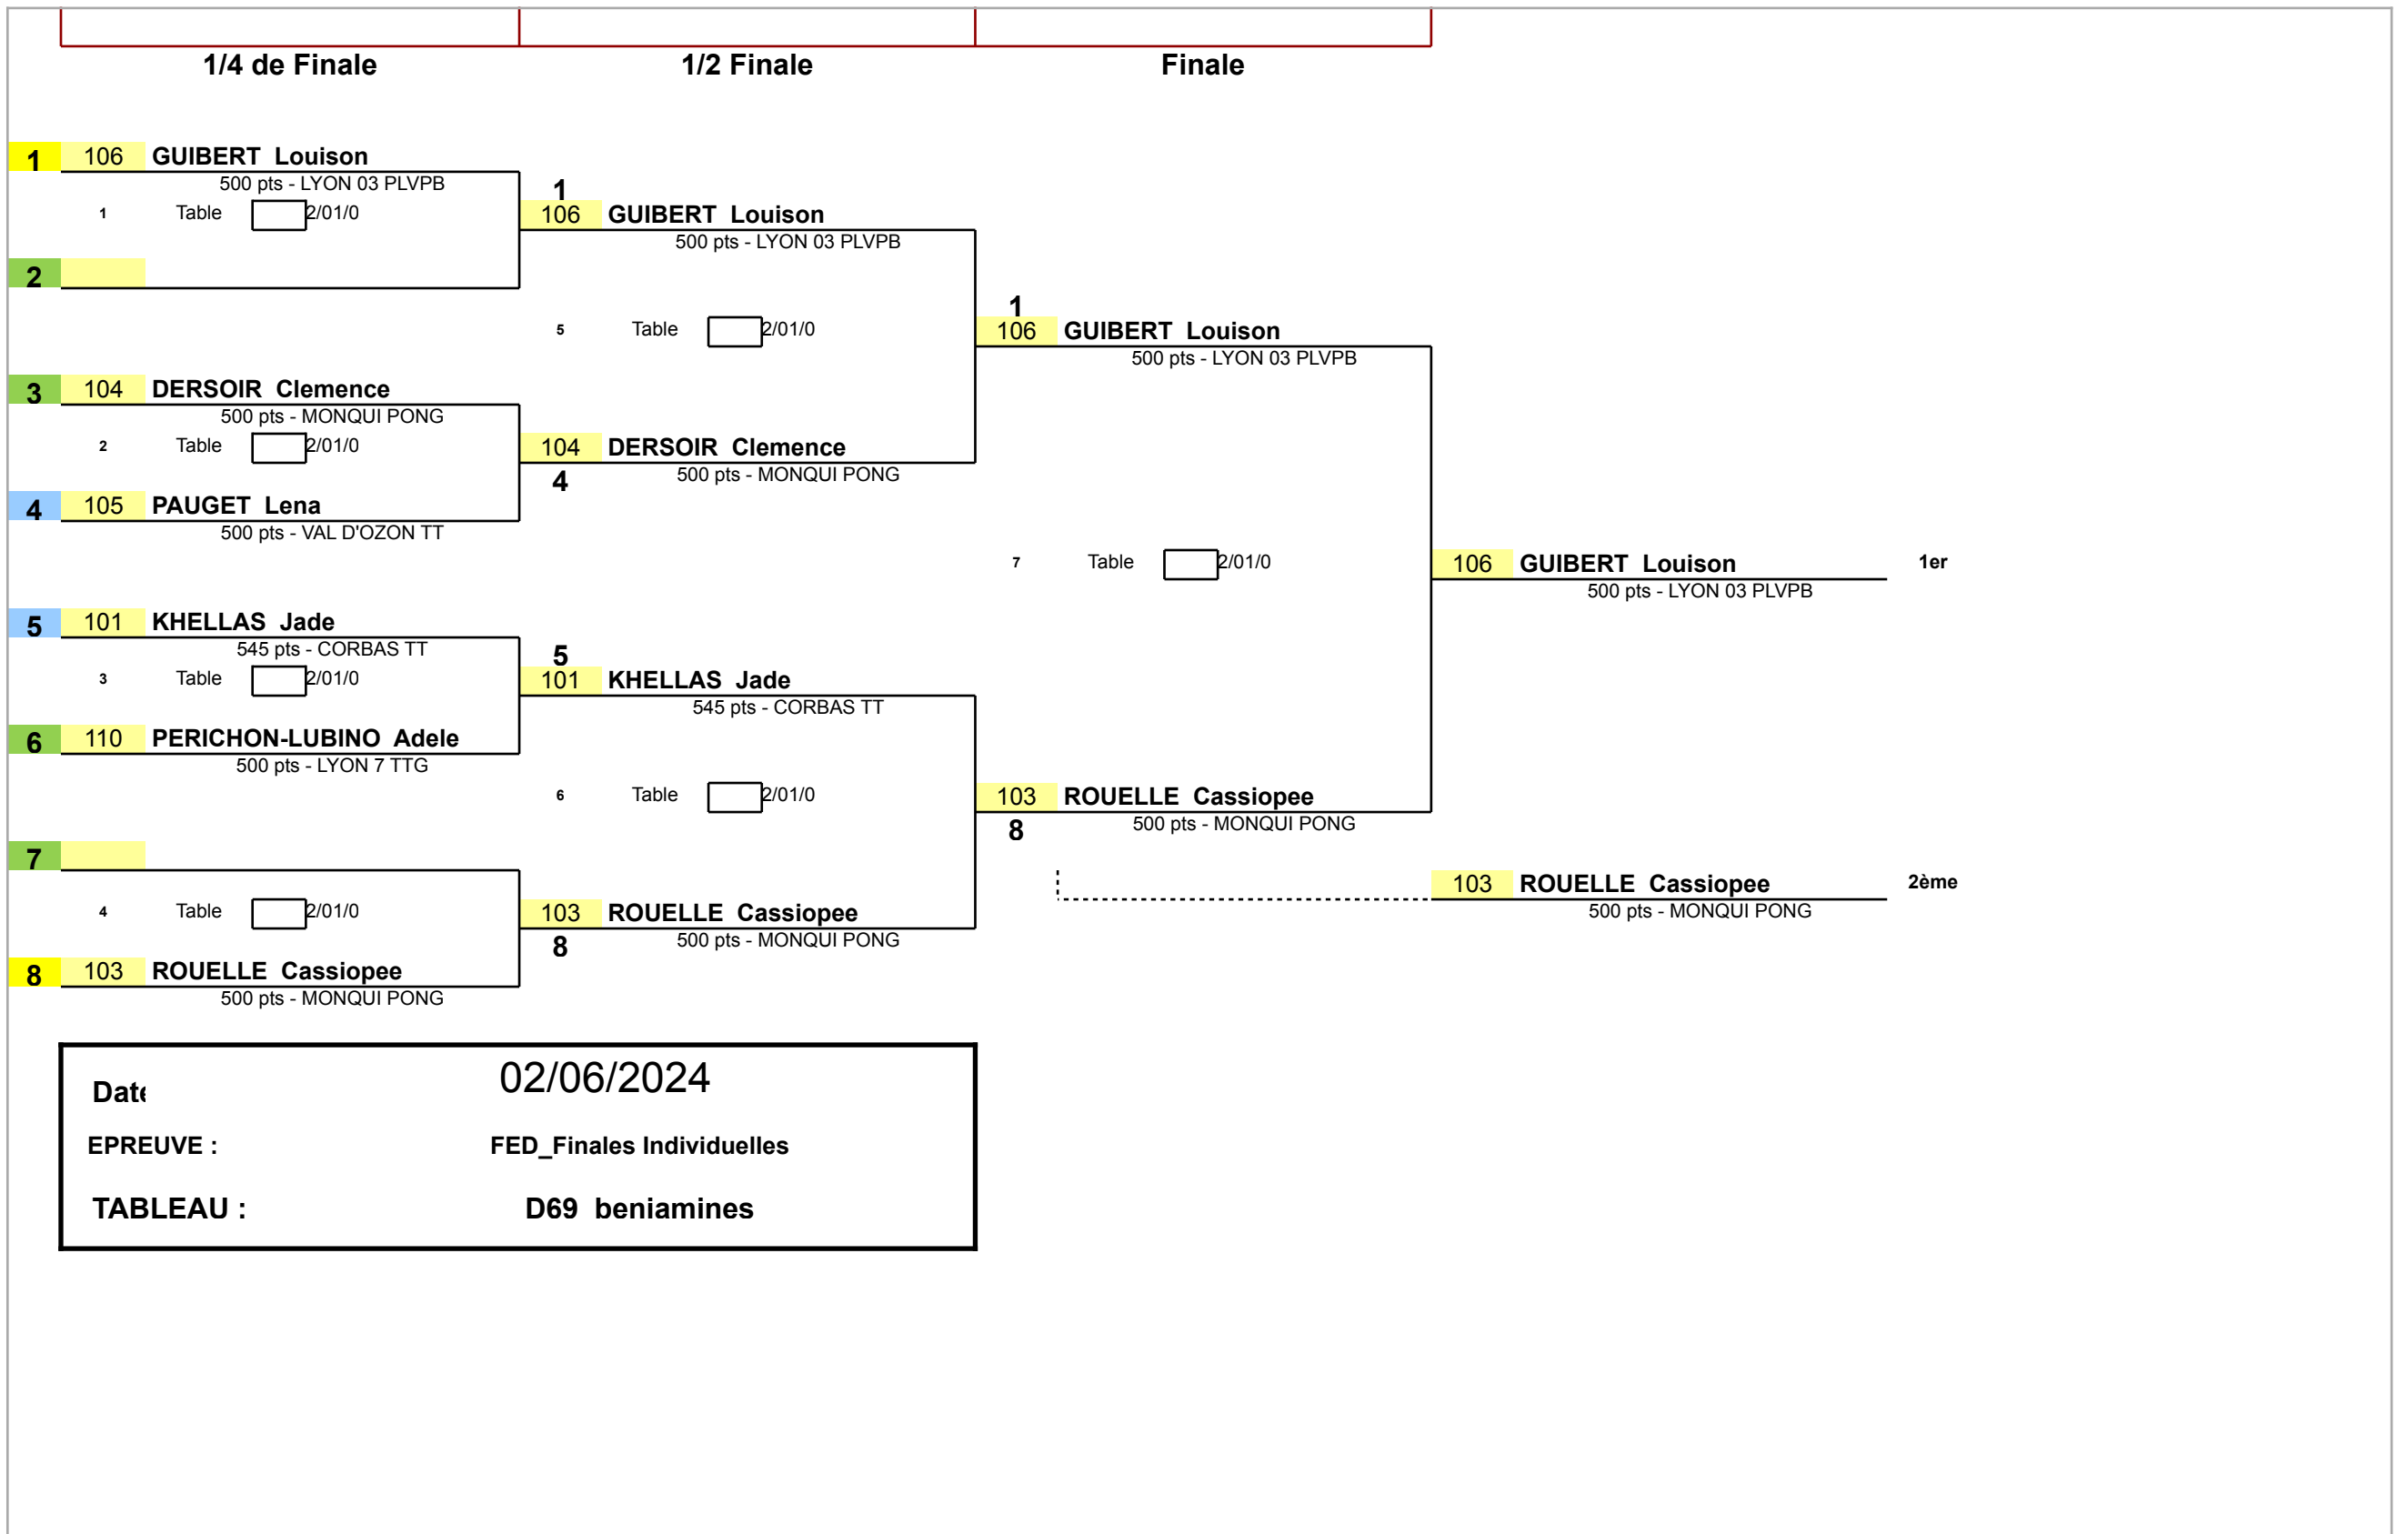 1/4 de Finale 1/2 Finale Finale
1 106 GUIBERT Louison
500 pts - LYON 03 PLVPB
1
1 Table 2/01/0
106 GUIBERT Louison
500 pts - LYON 03 PLVPB
2
1
5 Table 2/01/0
106 GUIBERT Louison
500 pts - LYON 03 PLVPB
3 104 DERSOIR Clemence
500 pts - MONQUI PONG
2 Table 2/01/0
104 DERSOIR Clemence
500 pts - MONQUI PONG
4
4 105 PAUGET Lena
500 pts - VAL D'OZON TT
7 Table 2/01/0
106 GUIBERT Louison 1er
500 pts - LYON 03 PLVPB
5 101 KHELLAS Jade
545 pts - CORBAS TT
5
3 Table 2/01/0
101 KHELLAS Jade
545 pts - CORBAS TT
6 110 PERICHON-LUBINO Adele
500 pts - LYON 7 TTG
6 Table 2/01/0
103 ROUELLE Cassiopee
500 pts - MONQUI PONG
8
7
103 ROUELLE Cassiopee 2ème
500 pts - MONQUI PONG
4 Table 2/01/0
103 ROUELLE Cassiopee
500 pts - MONQUI PONG
8
8 103 ROUELLE Cassiopee
500 pts - MONQUI PONG
Date 02/06/2024
EPREUVE : FED_Finales Individuelles
TABLEAU : D69 beniamines